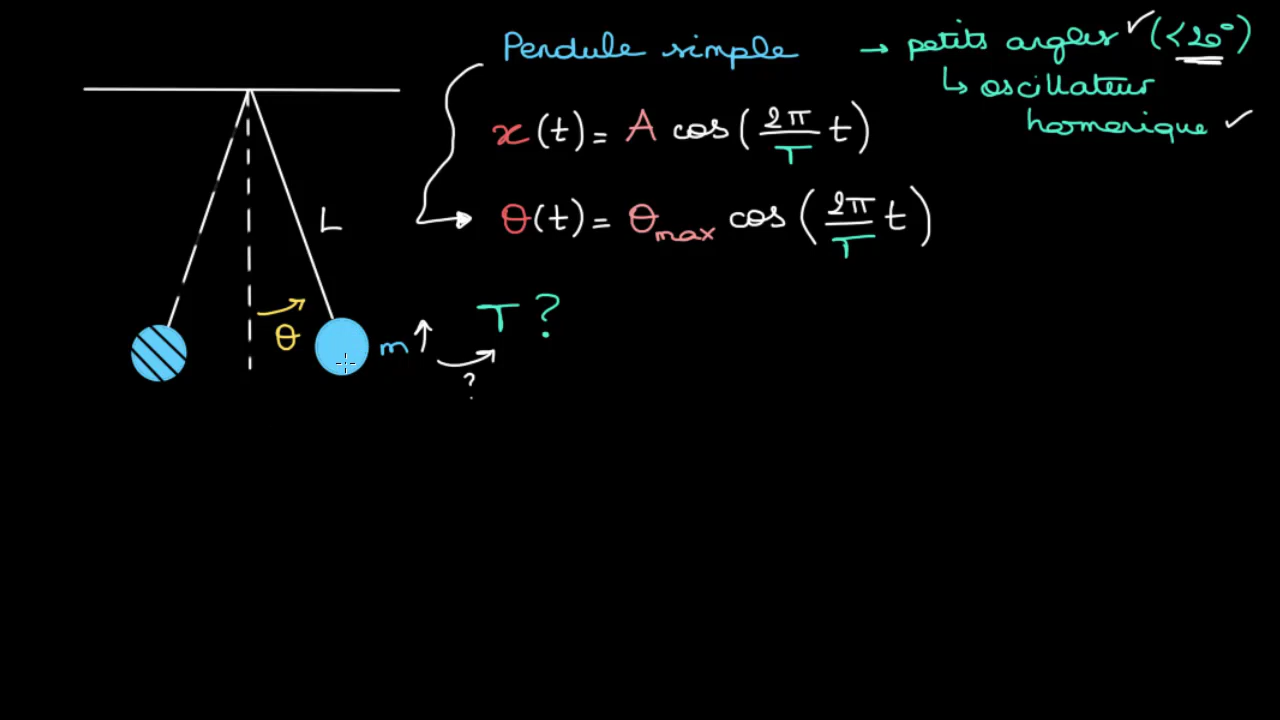 Pendule simple → petits angles ✓ (<20°)
↳ oscillateur
harmonique ✓
x(t) = A cos(2π/T t)
θ(t) = θmax cos(2π/T t)
L
θ
m ↑
T ?
?